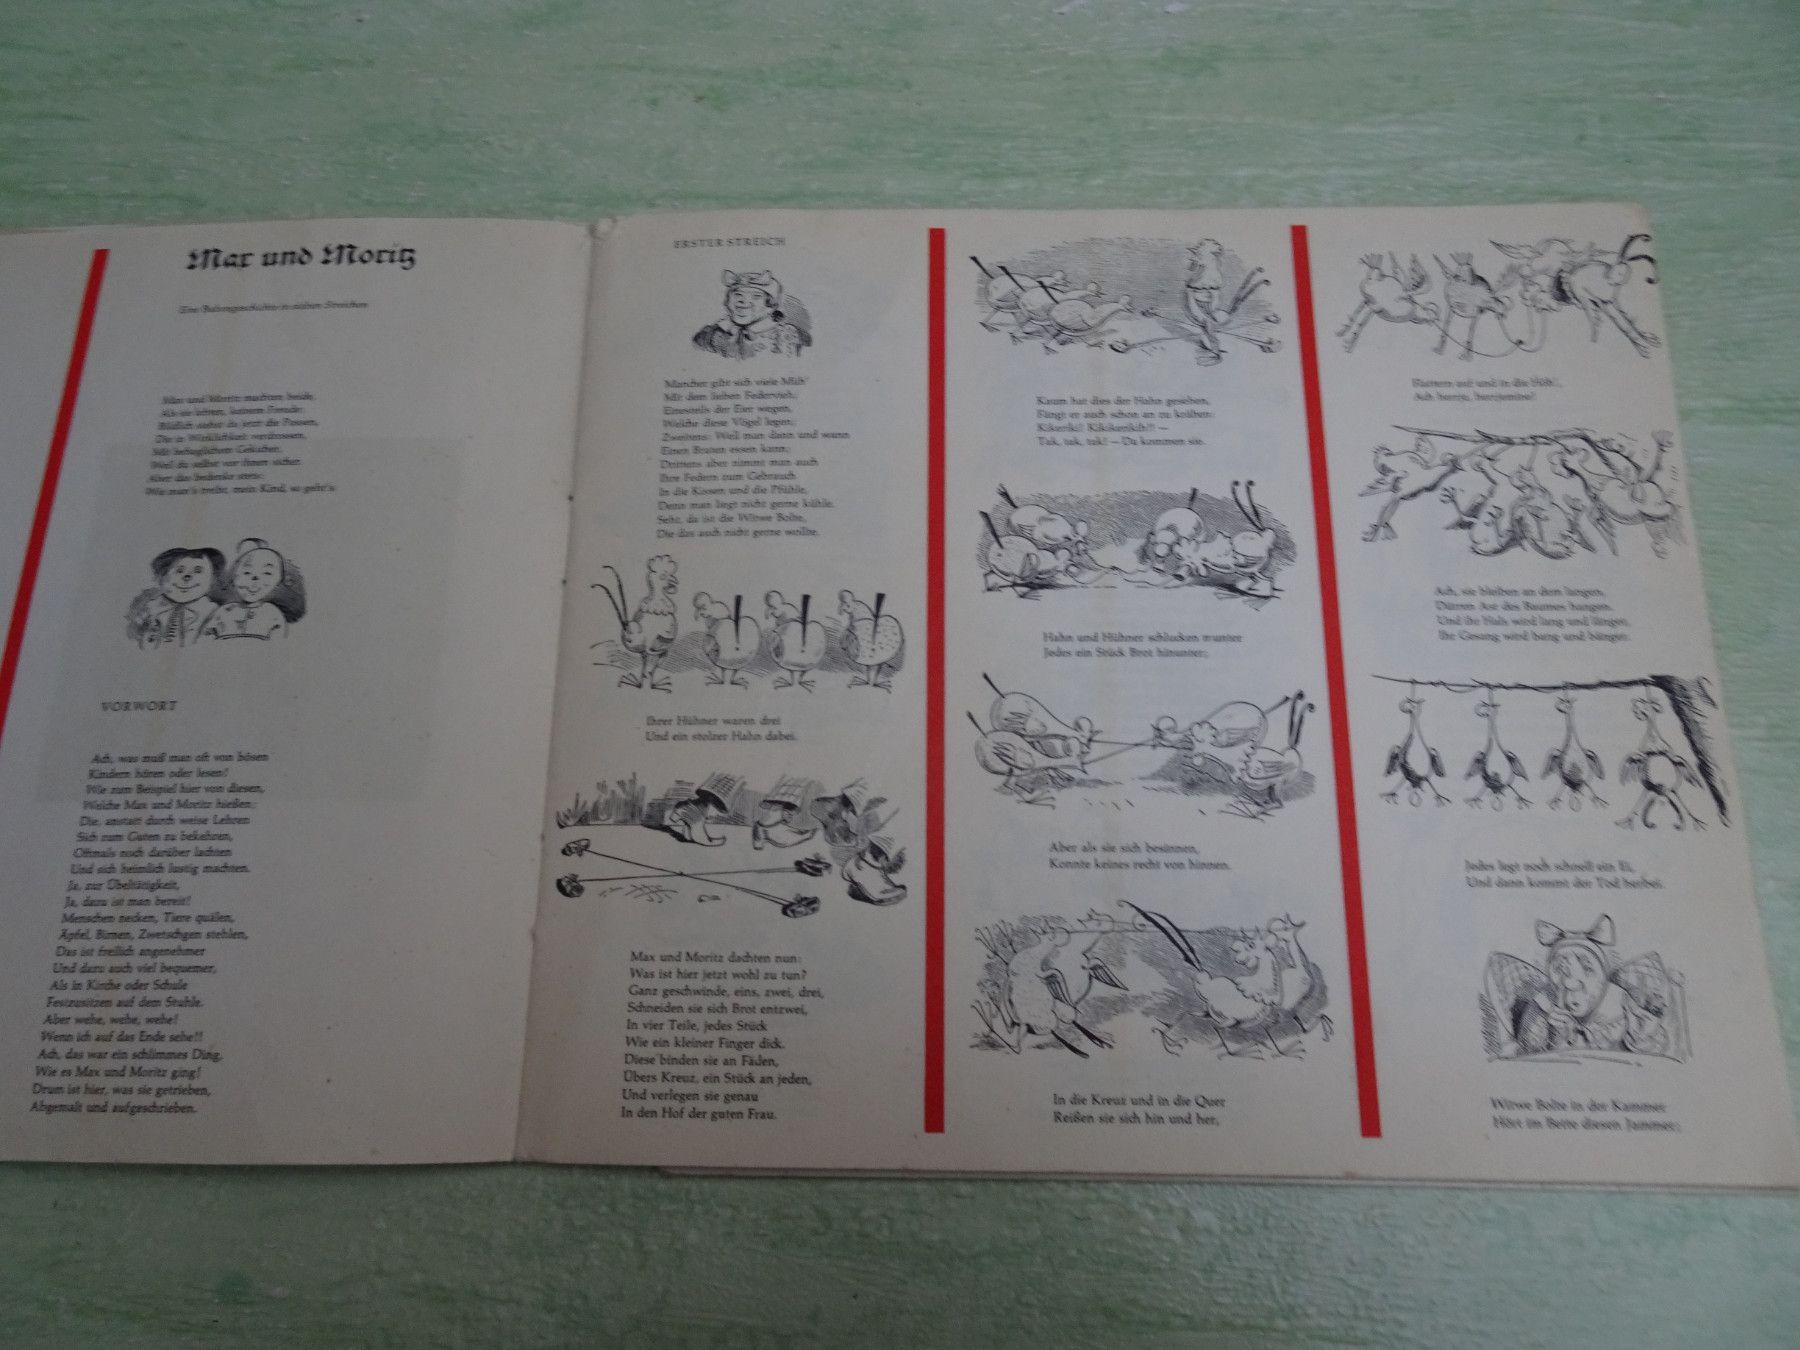 Max und Moritz
Eine Bubengeschichte in sieben Streichen
Max und Moritz machten beide,
Als sie lebten, keinem Freude:
Bildlich siehst du jetzt die Possen,
Die in Wirklichkeit verdrossen,
Mit behaglichem Gekicher,
Weil du selbst vor ihnen sicher.
Aber das bedenke stets:
Wie man's treibt, mein Kind, so geht's.
VORWORT
Ach, was muß man oft von bösen
Kindern hören oder lesen!
Wie zum Beispiel hier von diesen,
Welche Max und Moritz hießen;
Die, anstatt durch weise Lehren
Sich zum Guten zu bekehren,
Oftmals noch darüber lachten
Und sich heimlich lustig machten.
Ja, zur Übeltätigkeit,
Ja, dazu ist man bereit!
Menschen necken, Tiere quälen,
Äpfel, Birnen, Zwetschgen stehlen,
Das ist freilich angenehmer
Und dazu auch viel bequemer,
Als in Kirche oder Schule
Festzusitzen auf dem Stuhle.
Aber wehe, wehe, wehe!
Wenn ich auf das Ende sehe!!
Ach, das war ein schlimmes Ding,
Wie es Max und Moritz ging!
Drum ist hier, was sie getrieben,
Abgemalt und aufgeschrieben.
ERSTER STREICH
Mancher gibt sich viele Müh'
Mit dem lieben Federvieh;
Einesteils der Eier wegen,
Welche diese Vögel legen,
Zweitens: Weil man dann und wann
Einen Braten essen kann;
Drittens aber nimmt man auch
Ihre Federn zum Gebrauch
In die Kissen und die Pfühle,
Denn man liegt nicht gerne kühle.
Seht, da ist die Witwe Bolte,
Die das auch nicht gerne wollte.
Ihrer Hühner waren drei
Und ein stolzer Hahn dabei.
Max und Moritz dachten nun:
Was ist hier jetzt wohl zu tun?
Ganz geschwinde, eins, zwei, drei,
Schneiden sie sich Brot entzwei,
In vier Teile, jedes Stück
Wie ein kleiner Finger dick.
Diese binden sie an Fäden,
Übers Kreuz, ein Stück an jeden,
Und verlegen sie genau
In den Hof der guten Frau.
Kaum hat dies der Hahn gesehen,
Fängt er auch schon an zu krähen:
Kikeriki! Kikikerikih!! —
Tak, tak, tak! — Da kommen sie.
Hahn und Hühner schlucken munter
Jedes ein Stück Brot hinunter;
Aber als sie sich besinnen,
Konnte keines recht von hinnen.
In die Kreuz und in die Quer
Reißen sie sich hin und her,
Flattern auf und in die Höh',
Ach herrje, herrjemine!
Ach, sie bleiben an dem langen,
Dürren Ast des Baumes hangen.
Und ihr Hals wird lang und länger,
Ihr Gesang wird bang und bänger.
Jedes legt noch schnell ein Ei,
Und dann kommt der Tod herbei.
Witwe Bolte in der Kammer
Hört im Bette diesen Jammer;